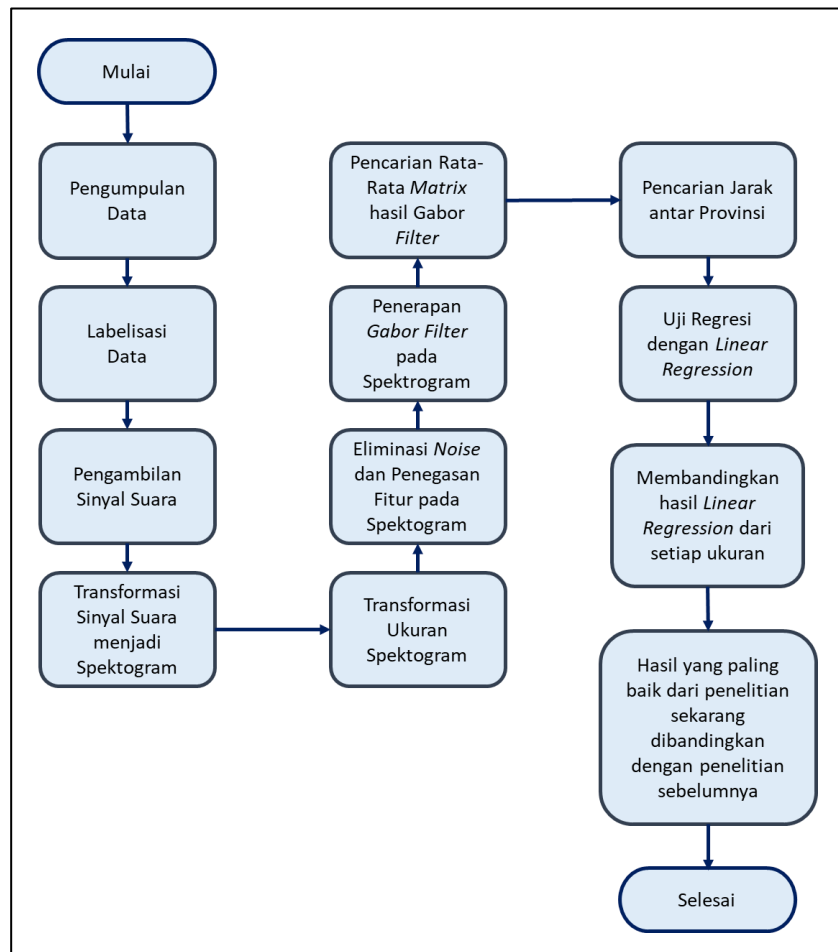 Mulai
Pengumpulan
Data
Labelisasi
Data
Pengambilan
Sinyal Suara
Transformasi
Sinyal Suara
menjadi
Spektogram
Transformasi
Ukuran
Spektogram
Eliminasi Noise
dan Penegasan
Fitur pada
Spektogram
Penerapan
Gabor Filter
pada
Spektrogram
Pencarian Rata-
Rata Matrix
hasil Gabor
Filter
Pencarian Jarak
antar Provinsi
Uji Regresi
dengan Linear
Regression
Membandingkan
hasil Linear
Regression dari
setiap ukuran
Hasil yang paling
baik dari penelitian
sekarang
dibandingkan
dengan penelitian
sebelumnya
Selesai